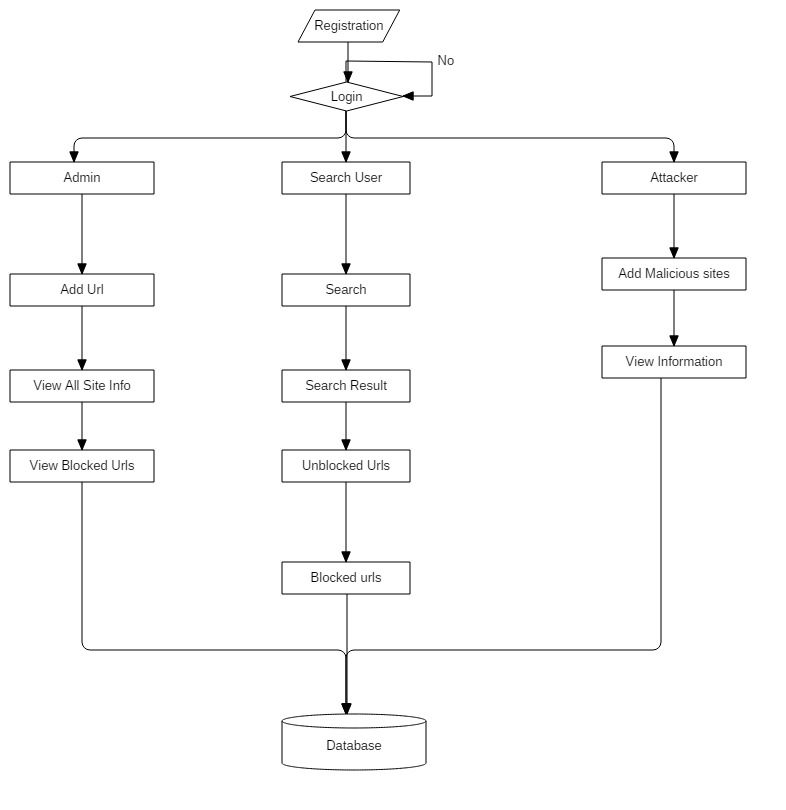 Registration
No
Login
Admin
Search User
Attacker
Add Url
Search
Add Malicious sites
View All Site Info
Search Result
View Information
View Blocked Urls
Unblocked Urls
Blocked urls
Database